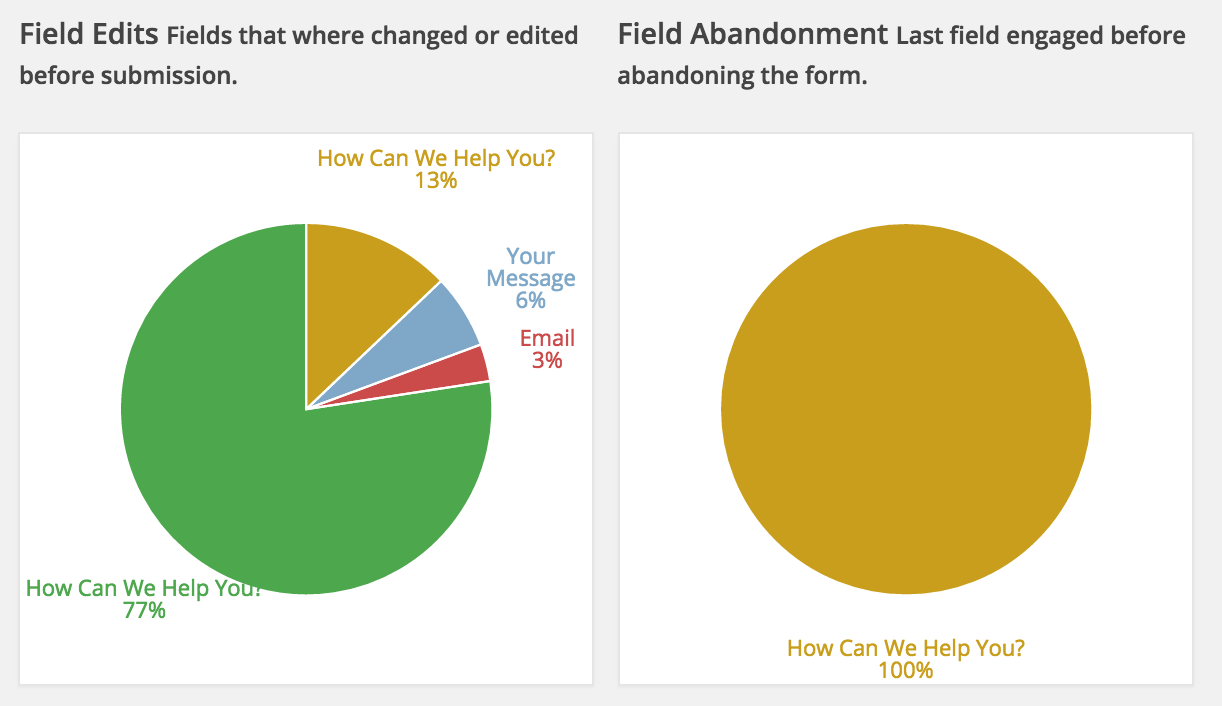 Field Edits Fields that where changed or edited
before submission.
Field Abandonment Last field engaged before
abandoning the form.
How Can We Help You?
13%
Your
Message
6%
Email
3%
How Can We Help You?
77%
How Can We Help You?
100%